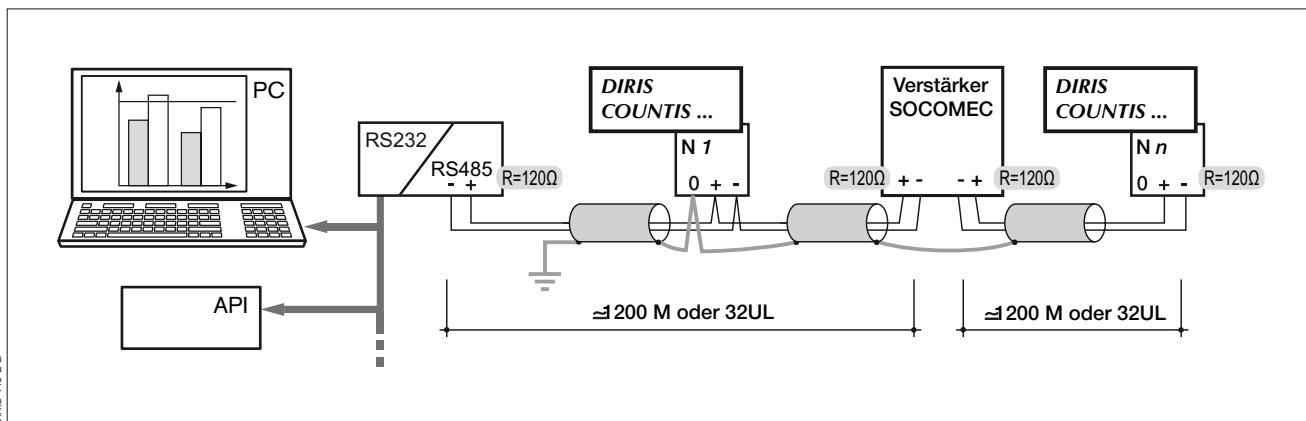 PC
API
RS232
RS485
- +
R=120Ω
DIRIS
COUNTIS ...
N 1
0 + -
Verstärker
SOCOMEC
R=120Ω
+ -
- +
R=120Ω
DIRIS
COUNTIS ...
N n
0 + -
R=120Ω
≃1200 M oder 32UL
≃1200 M oder 32UL